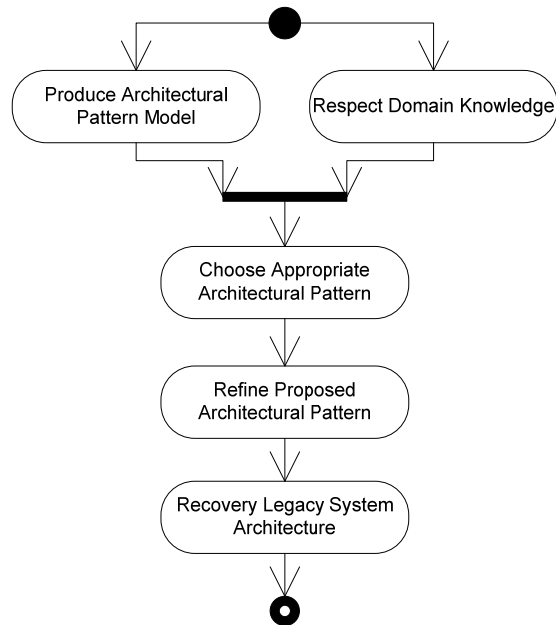 Produce Architectural
Pattern Model
Respect Domain Knowledge
Choose Appropriate
Architectural Pattern
Refine Proposed
Architectural Pattern
Recovery Legacy System
Architecture